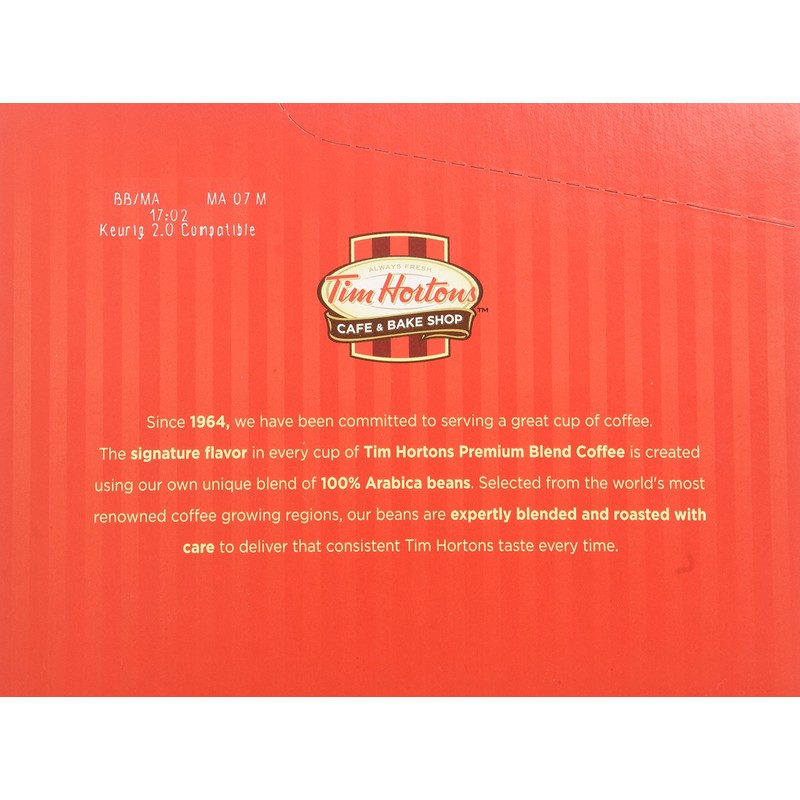 BB/MA MA 07 M
17:02
Keurig 2.0 Compatible
ALWAYS FRESH
Tim Hortons™
CAFE & BAKE SHOP
Since 1964, we have been committed to serving a great cup of coffee.
The signature flavor in every cup of Tim Hortons Premium Blend Coffee is created
using our own unique blend of 100% Arabica beans. Selected from the world's most
renowned coffee growing regions, our beans are expertly blended and roasted with
care to deliver that consistent Tim Hortons taste every time.